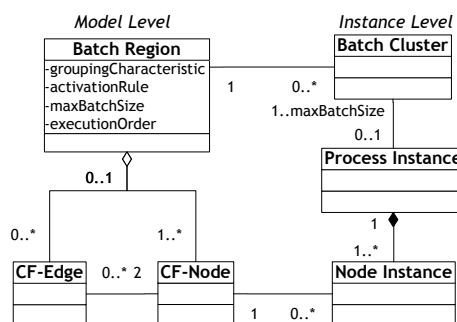 Model Level Instance Level
Batch Region Batch Cluster
-groupingCharacteristic
-activationRule
-maxBatchSize
-executionOrder
1 0..*
1..maxBatchSize
0..1
Process Instance
0..1
1
0..* 1..* 1..*
CF-Edge 0..* 2 CF-Node Node Instance
1 0..*